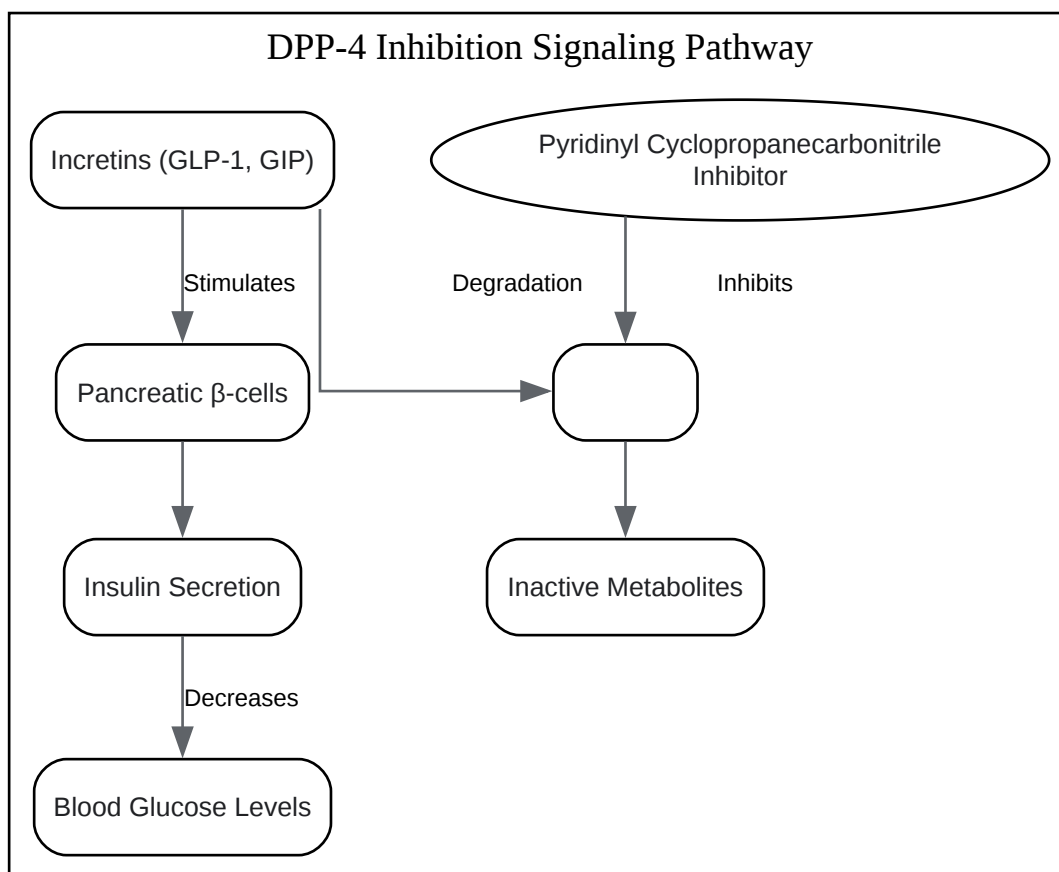 DPP-4 Inhibition Signaling Pathway
Incretins (GLP-1, GIP)
Pyridinyl Cyclopropanecarbonitrile
Inhibitor
Stimulates
Degradation
Inhibits
Pancreatic β-cells
Insulin Secretion
Inactive Metabolites
Decreases
Blood Glucose Levels